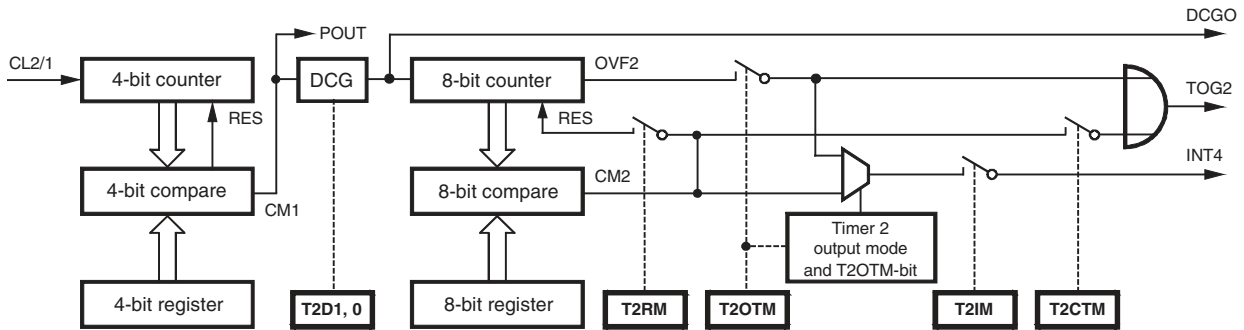 DCGO
POUT
CL2/1
4-bit counter
DCG
8-bit counter
OVF2
TOG2
RES
RES
INT4
4-bit compare
CM1
8-bit compare
CM2
Timer 2
output mode
and T2OTM-bit
4-bit register
T2D1, 0
8-bit register
T2RM
T2OTM
T2IM
T2CTM